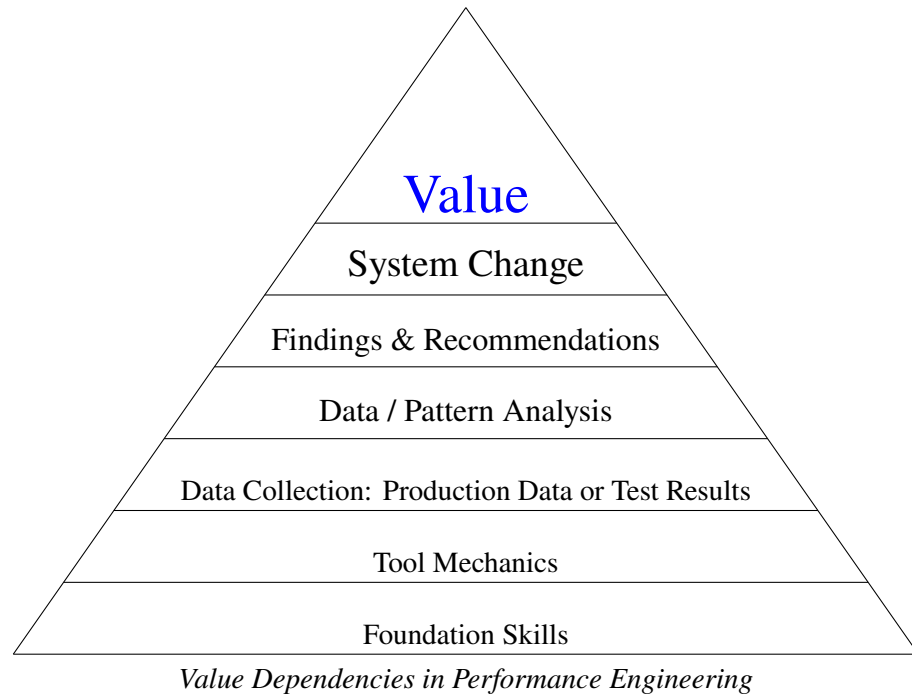 Value
System Change
Findings & Recommendations
Data / Pattern Analysis
Data Collection: Production Data or Test Results
Tool Mechanics
Foundation Skills
Value Dependencies in Performance Engineering